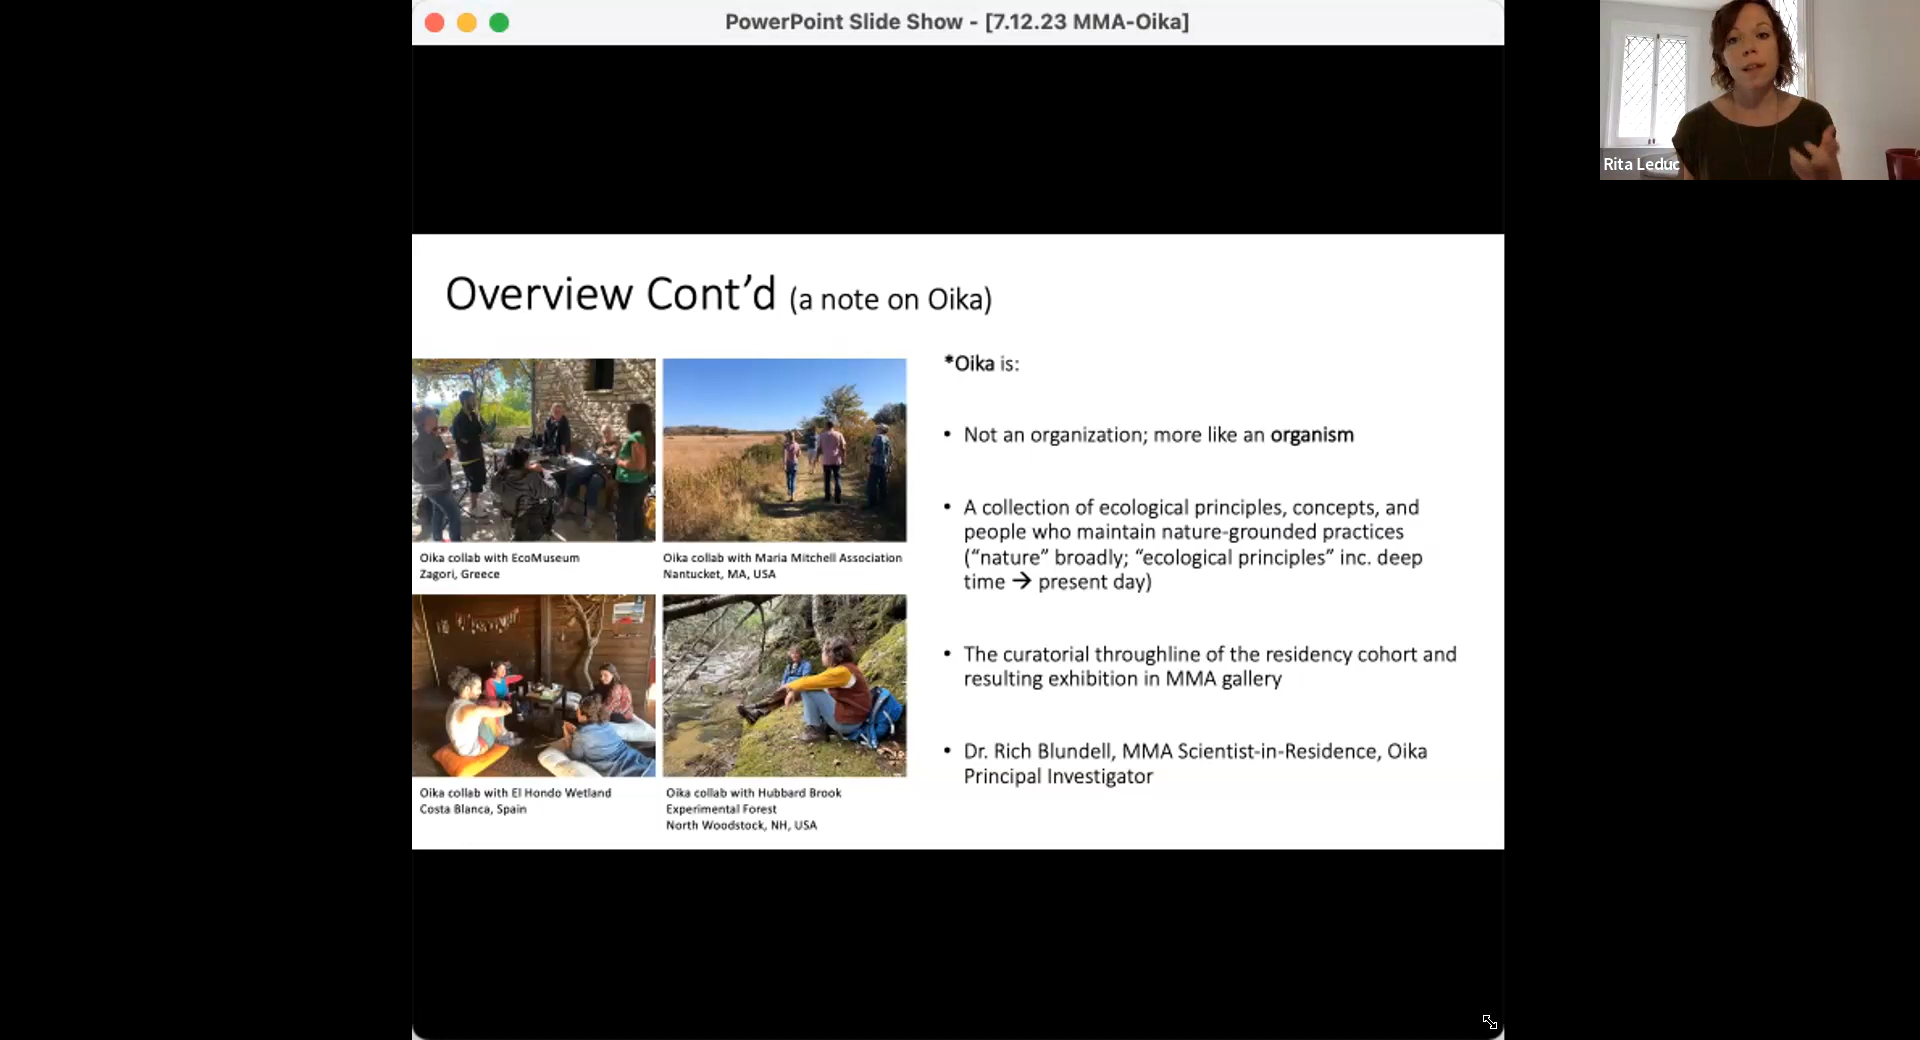 PowerPoint Slide Show - [7.12.23 MMA-Oika]
Rita Leduc
Overview Cont’d (a note on Oika)
Oika collab with EcoMuseum
Zagori, Greece
Oika collab with Maria Mitchell Association
Nantucket, MA, USA
Oika collab with El Hondo Wetland
Costa Blanca, Spain
Oika collab with Hubbard Brook
Experimental Forest
North Woodstock, NH, USA
*Oika is:
• Not an organization; more like an organism
• A collection of ecological principles, concepts, and
people who maintain nature-grounded practices
(“nature” broadly; “ecological principles” inc. deep
time → present day)
• The curatorial throughline of the residency cohort and
resulting exhibition in MMA gallery
• Dr. Rich Blundell, MMA Scientist-in-Residence, Oika
Principal Investigator